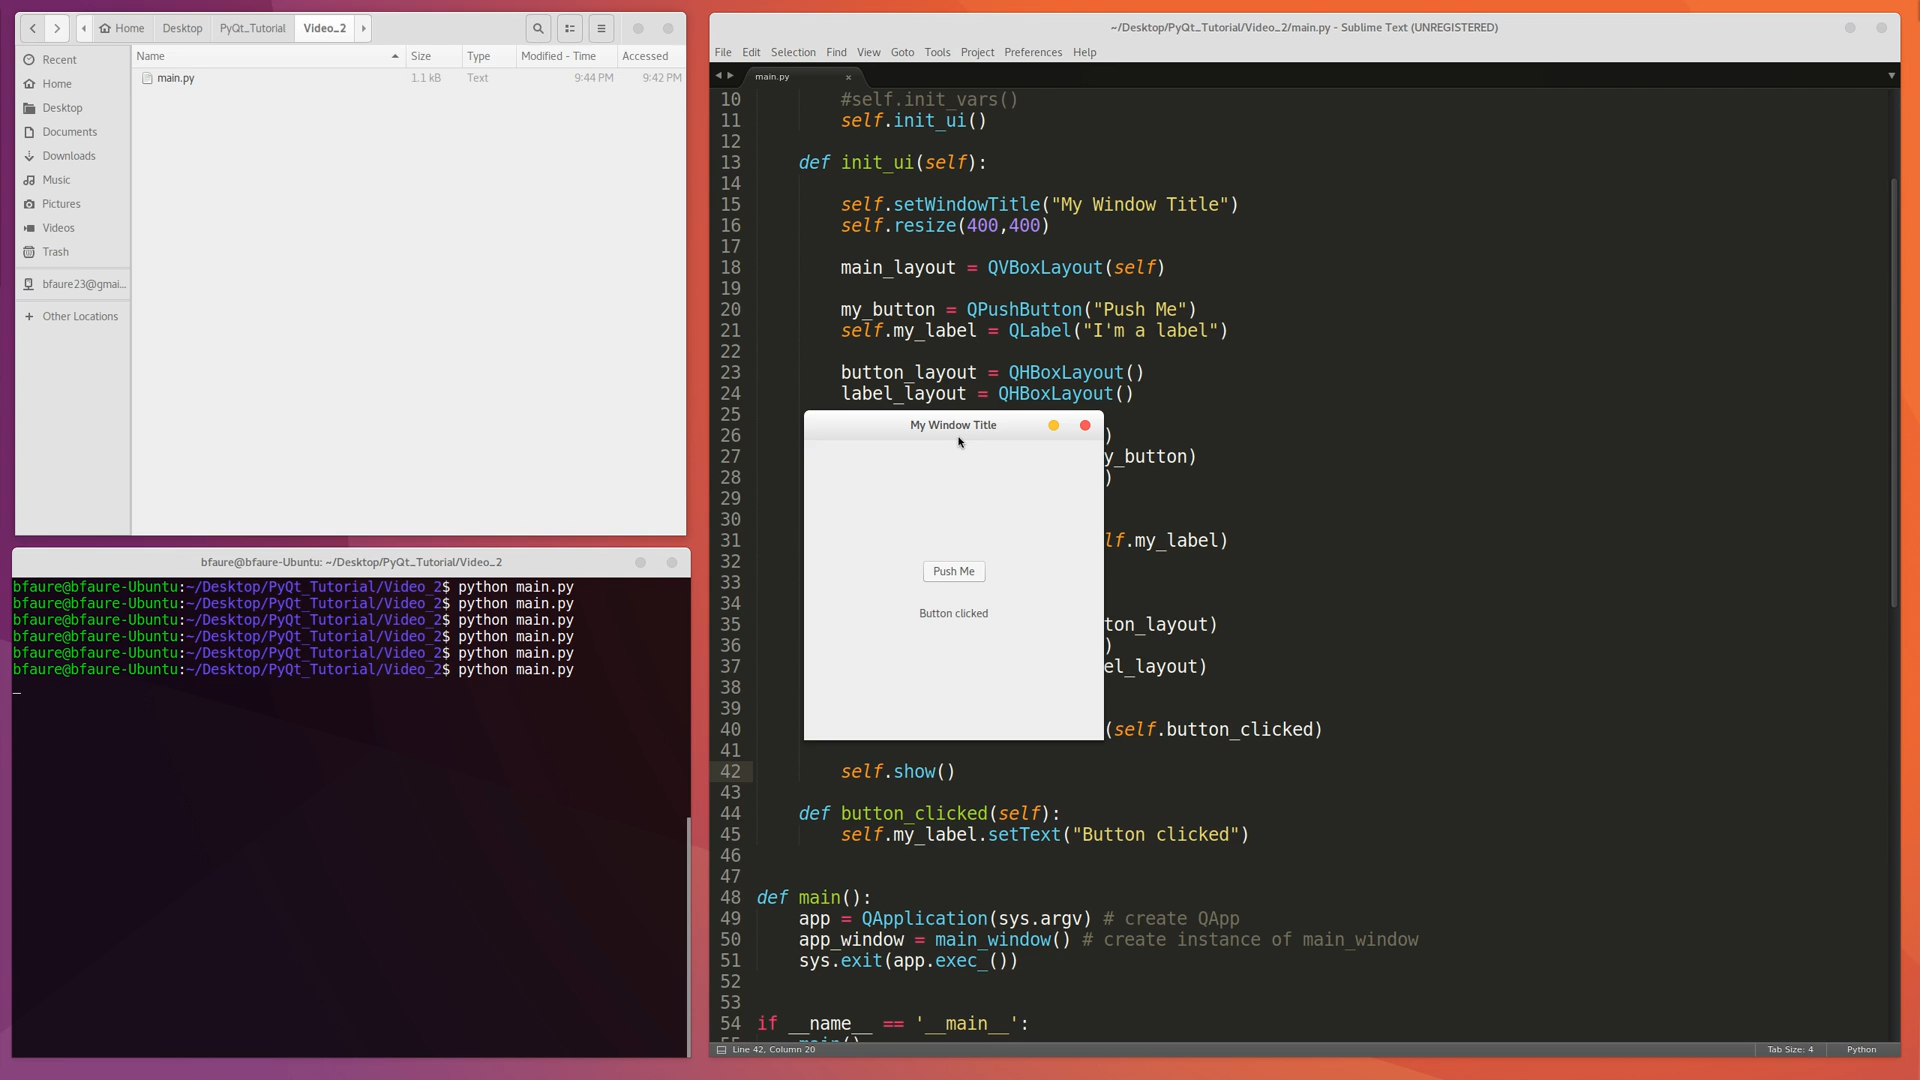 Home Desktop PyQt_Tutorial Video_2
Name Size Type Modified - Time Accessed
main.py 1.1 kB Text 9:44 PM 9:42 PM
Recent
Home
Desktop
Documents
Downloads
Music
Pictures
Videos
Trash
bfaure23@gmai...
+ Other Locations
bfaure@bfaure-Ubuntu: ~/Desktop/PyQt_Tutorial/Video_2
bfaure@bfaure-Ubuntu:~/Desktop/PyQt_Tutorial/Video_2$ python main.py
bfaure@bfaure-Ubuntu:~/Desktop/PyQt_Tutorial/Video_2$ python main.py
bfaure@bfaure-Ubuntu:~/Desktop/PyQt_Tutorial/Video_2$ python main.py
bfaure@bfaure-Ubuntu:~/Desktop/PyQt_Tutorial/Video_2$ python main.py
bfaure@bfaure-Ubuntu:~/Desktop/PyQt_Tutorial/Video_2$ python main.py
bfaure@bfaure-Ubuntu:~/Desktop/PyQt_Tutorial/Video_2$ python main.py
~/Desktop/PyQt_Tutorial/Video_2/main.py - Sublime Text (UNREGISTERED)
File Edit Selection Find View Goto Tools Project Preferences Help
main.py
10 #self.init_vars()
11 self.init_ui()
12
13 def init_ui(self):
14
15 self.setWindowTitle("My Window Title")
16 self.resize(400,400)
17
18 main_layout = QVBoxLayout(self)
19
20 my_button = QPushButton("Push Me")
21 self.my_label = QLabel("I'm a label")
22
23 button_layout = QHBoxLayout()
24 label_layout = QHBoxLayout()
25
26 )
27 y_button)
28 )
29
30
31 lf.my_label)
32
33
34
35 ton_layout)
36 )
37 el_layout)
38
39
40 (self.button_clicked)
41
42 self.show()
43
44 def button_clicked(self):
45 self.my_label.setText("Button clicked")
46
47
48 def main():
49 app = QApplication(sys.argv) # create QApp
50 app_window = main_window() # create instance of main_window
51 sys.exit(app.exec_())
52
53
54 if __name__ == '__main__':
55 main()
My Window Title
Push Me
Button clicked
Line 42, Column 20 Tab Size: 4 Python